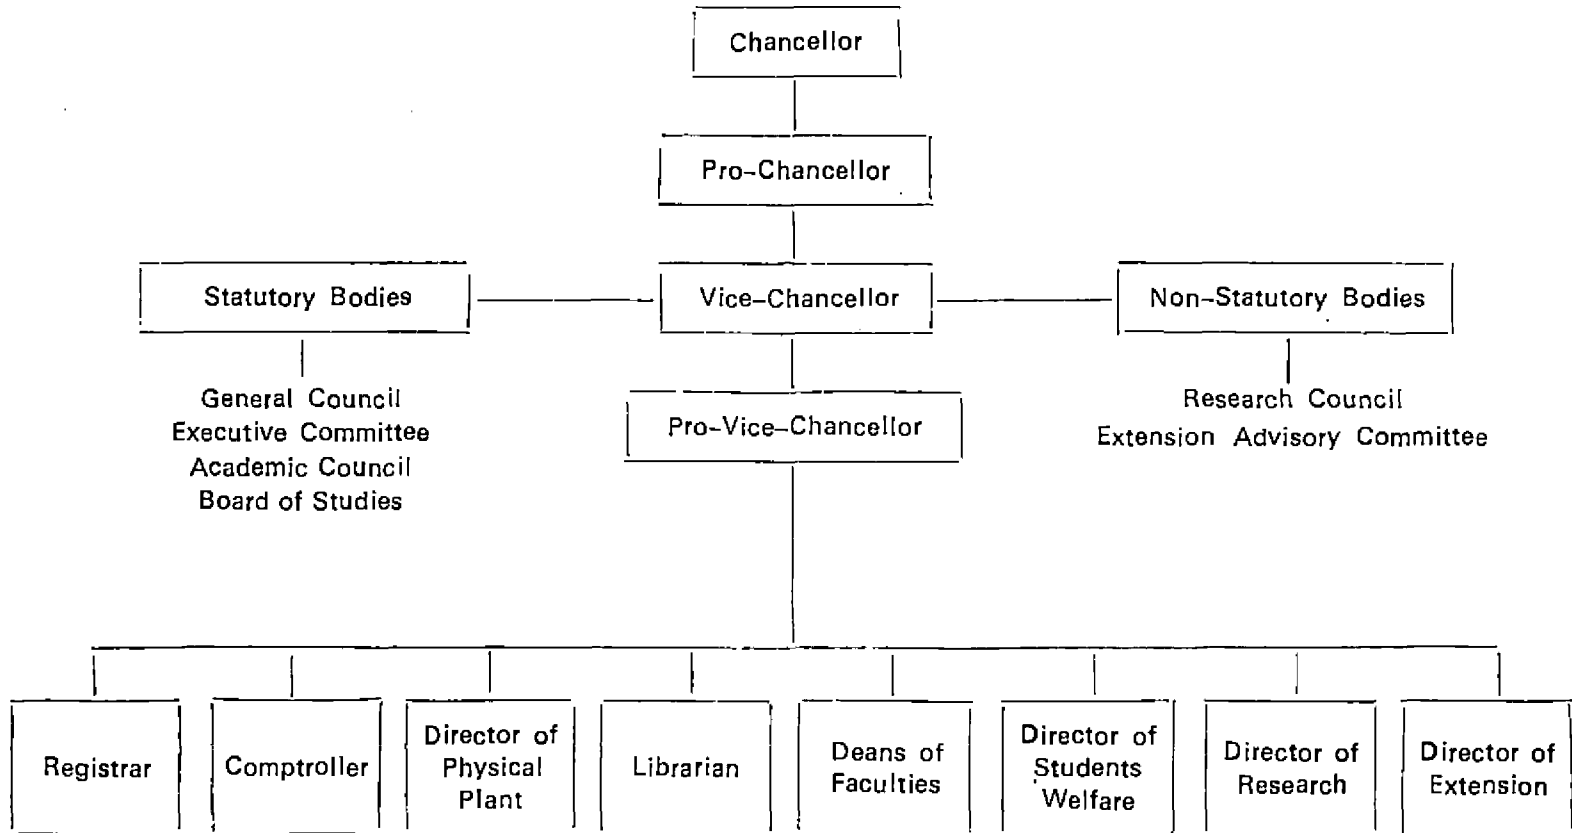 Chancellor
Pro-Chancellor
Statutory Bodies
Vice-Chancellor
Non-Statutory Bodies
General Council
Executive Committee
Academic Council
Board of Studies
Pro-Vice-Chancellor
Research Council
Extension Advisory Committee
Registrar
Comptroller
Director of
Physical
Plant
Librarian
Deans of
Faculties
Director of
Students
Welfare
Director of
Research
Director of
Extension